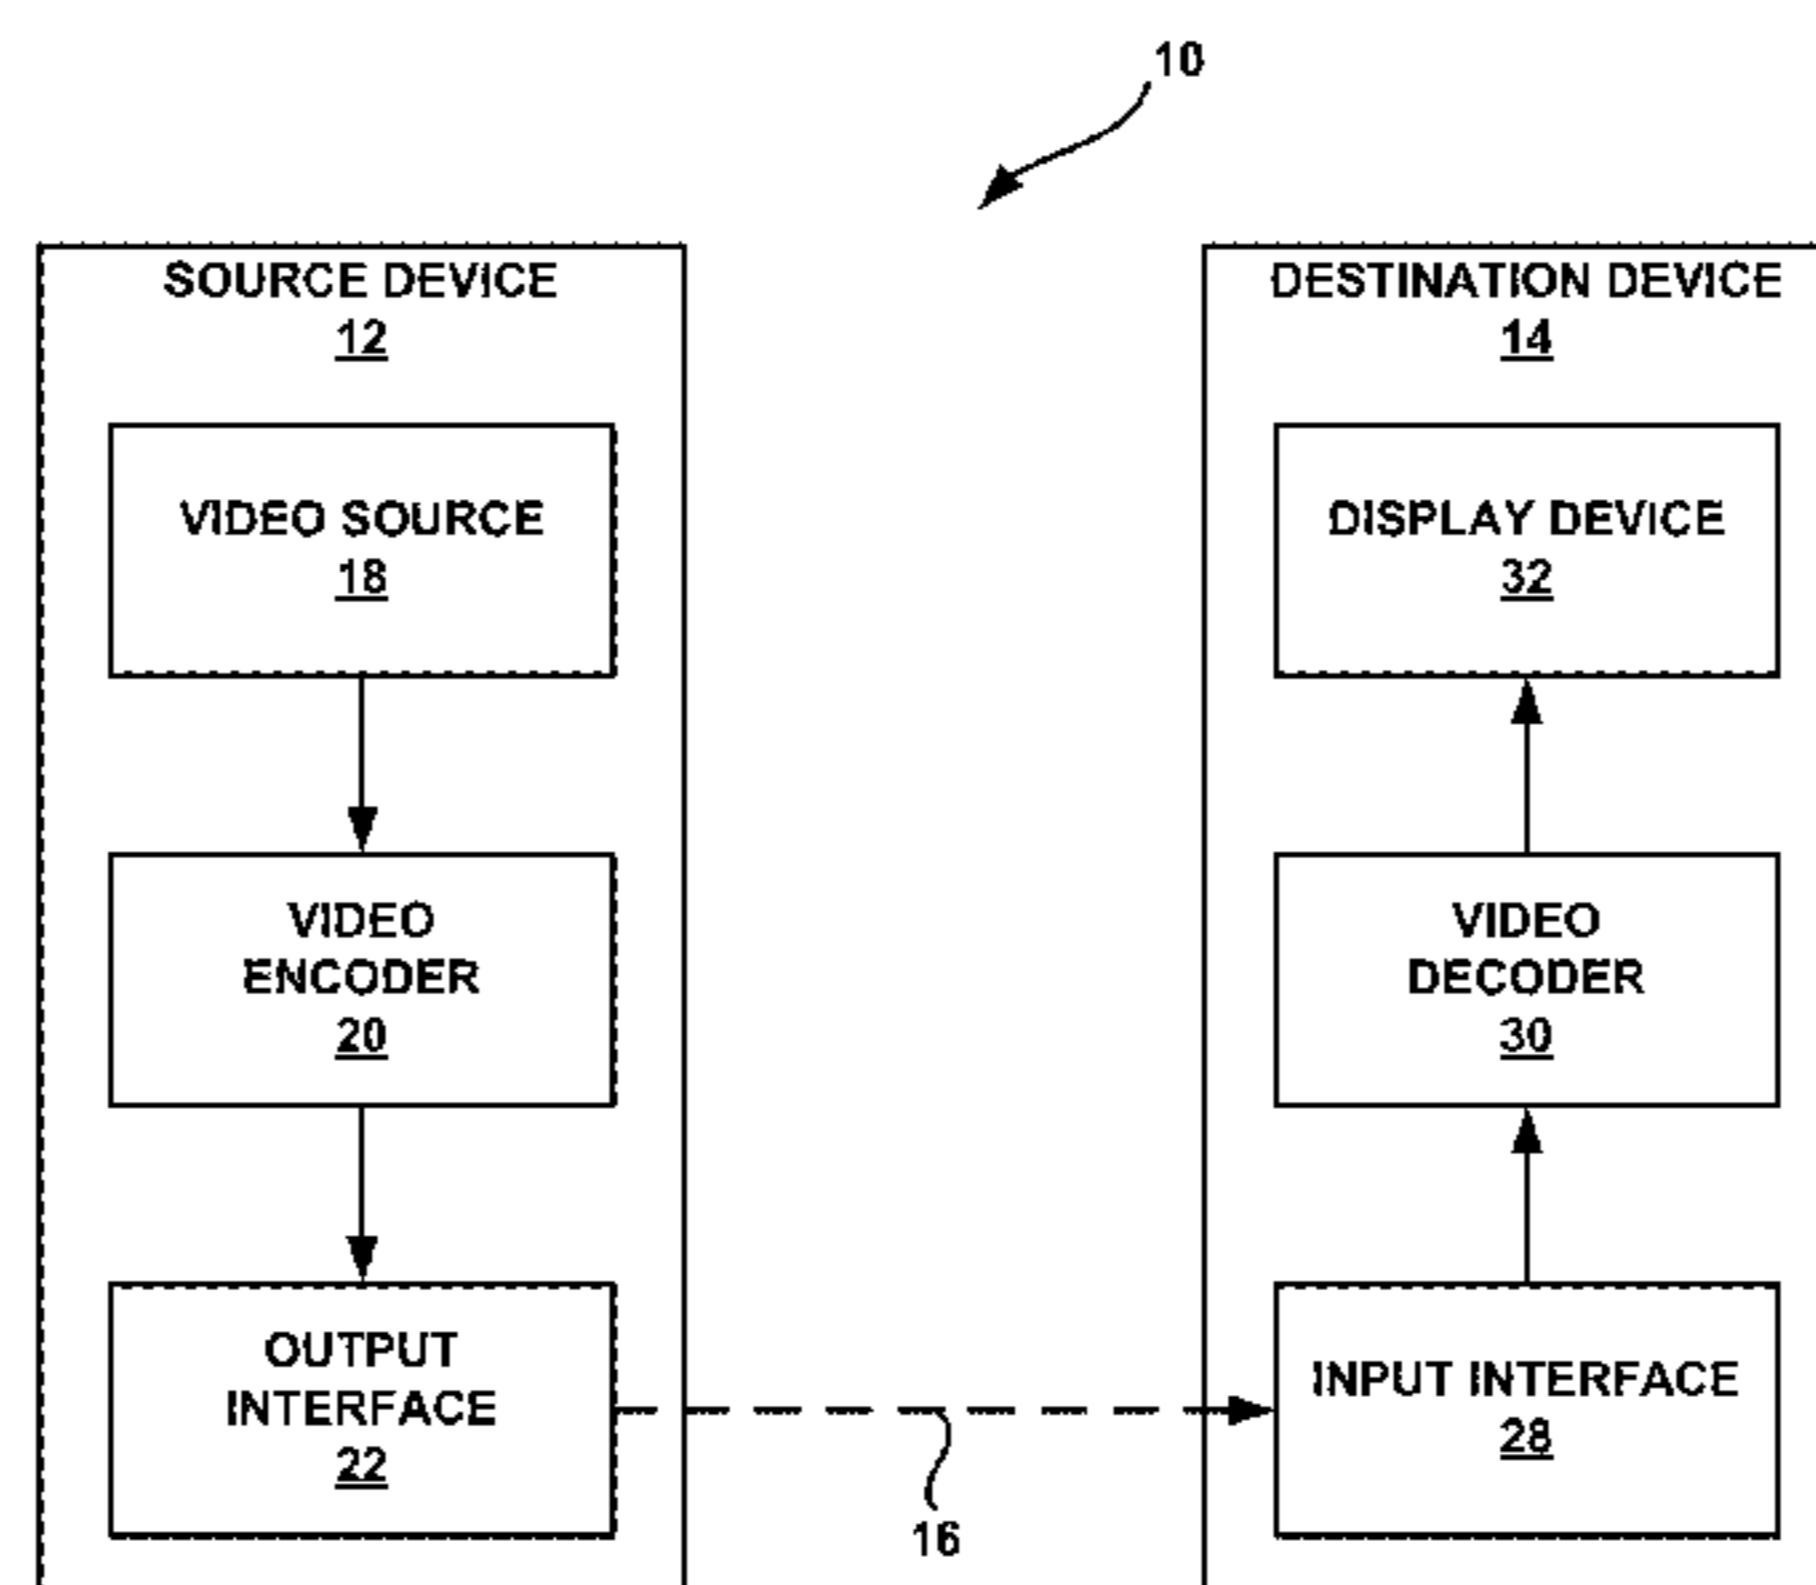 10
SOURCE DEVICE
12
VIDEO SOURCE
18
VIDEO
ENCODER
20
OUTPUT
INTERFACE
22
16
DESTINATION DEVICE
14
DISPLAY DEVICE
32
VIDEO
DECODER
30
INPUT INTERFACE
28